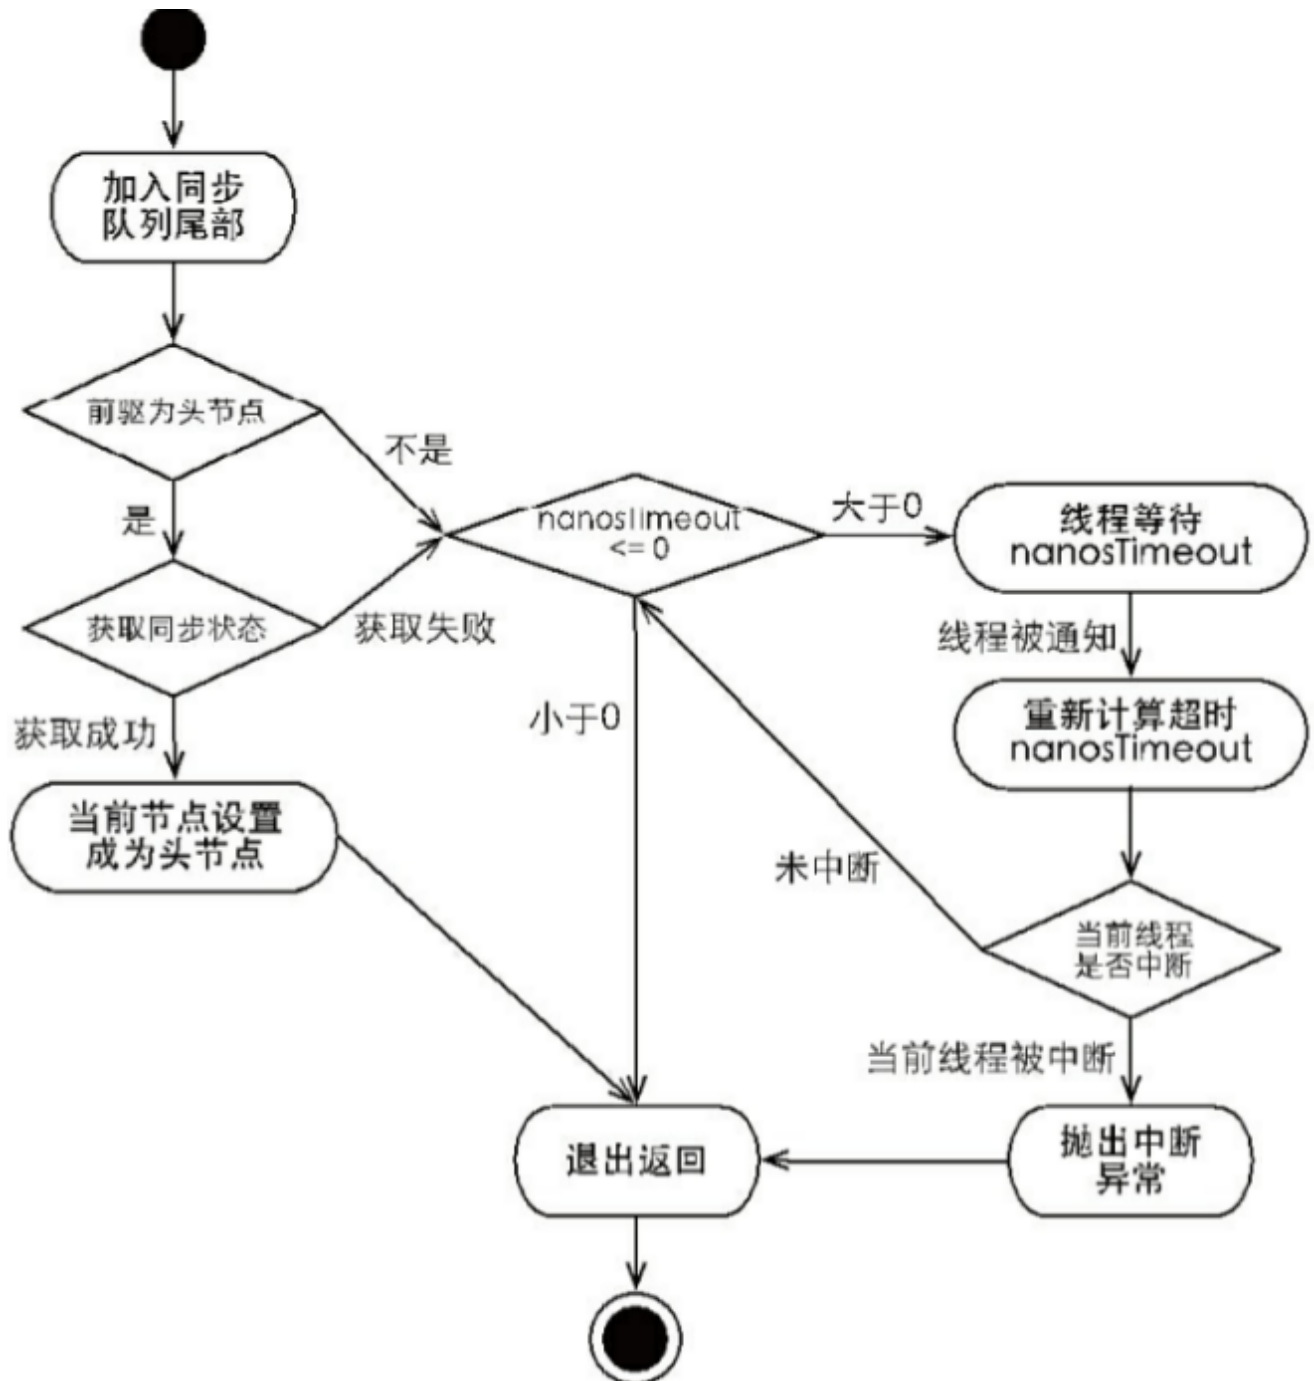 加入同步
队列尾部
前驱为头节点
不是
是
获取同步状态
获取失败
获取成功
当前节点设置
成为头节点
nanosTimeout
<= 0
大于0
线程等待
nanosTimeout
线程被通知
重新计算超时
nanosTimeout
小于0
未中断
当前线程
是否中断
当前线程被中断
抛出中断
异常
退出返回